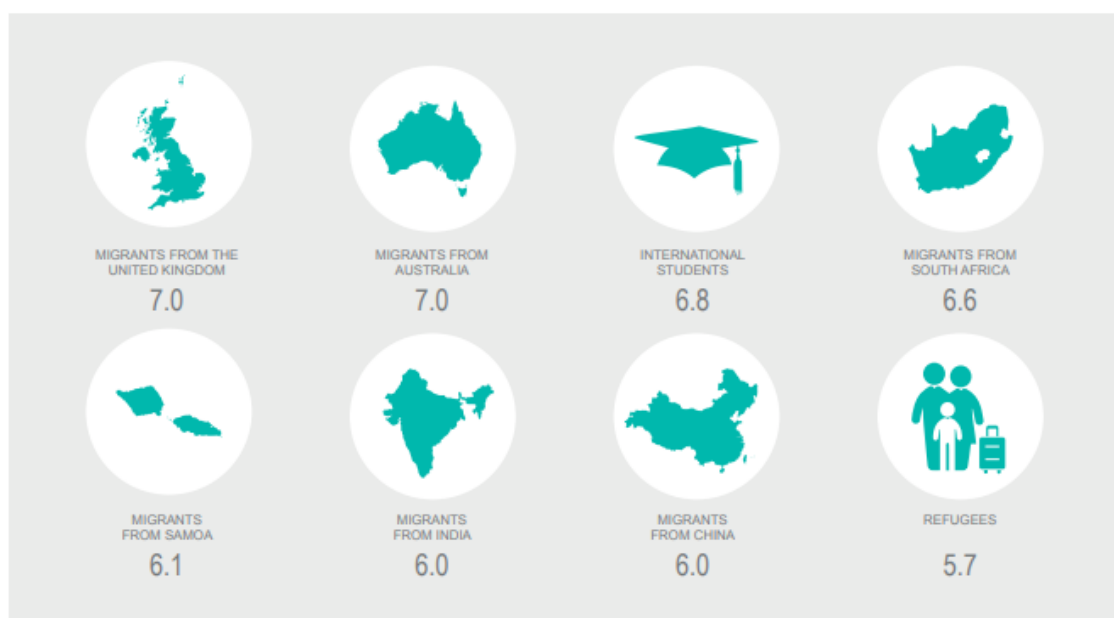 MIGRANTS FROM THE
UNITED KINGDOM
7.0
MIGRANTS FROM
AUSTRALIA
7.0
INTERNATIONAL
STUDENTS
6.8
MIGRANTS FROM
SOUTH AFRICA
6.6
MIGRANTS
FROM SAMOA
6.1
MIGRANTS
FROM INDIA
6.0
MIGRANTS
FROM CHINA
6.0
REFUGEES
5.7